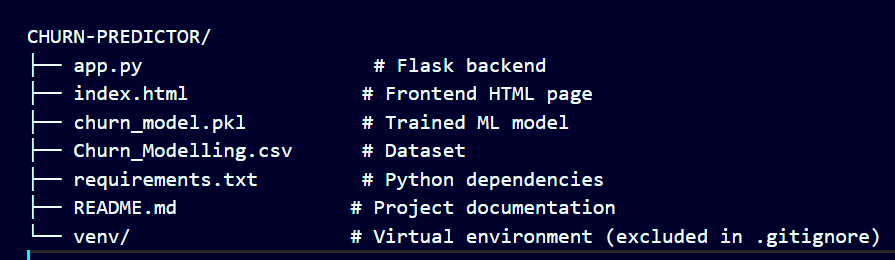 CHURN-PREDICTOR/
├── app.py                    # Flask backend
├── index.html               # Frontend HTML page
├── churn_model.pkl          # Trained ML model
├── Churn_Modelling.csv      # Dataset
├── requirements.txt         # Python dependencies
├── README.md               # Project documentation
└── venv/                   # Virtual environment (excluded in .gitignore)